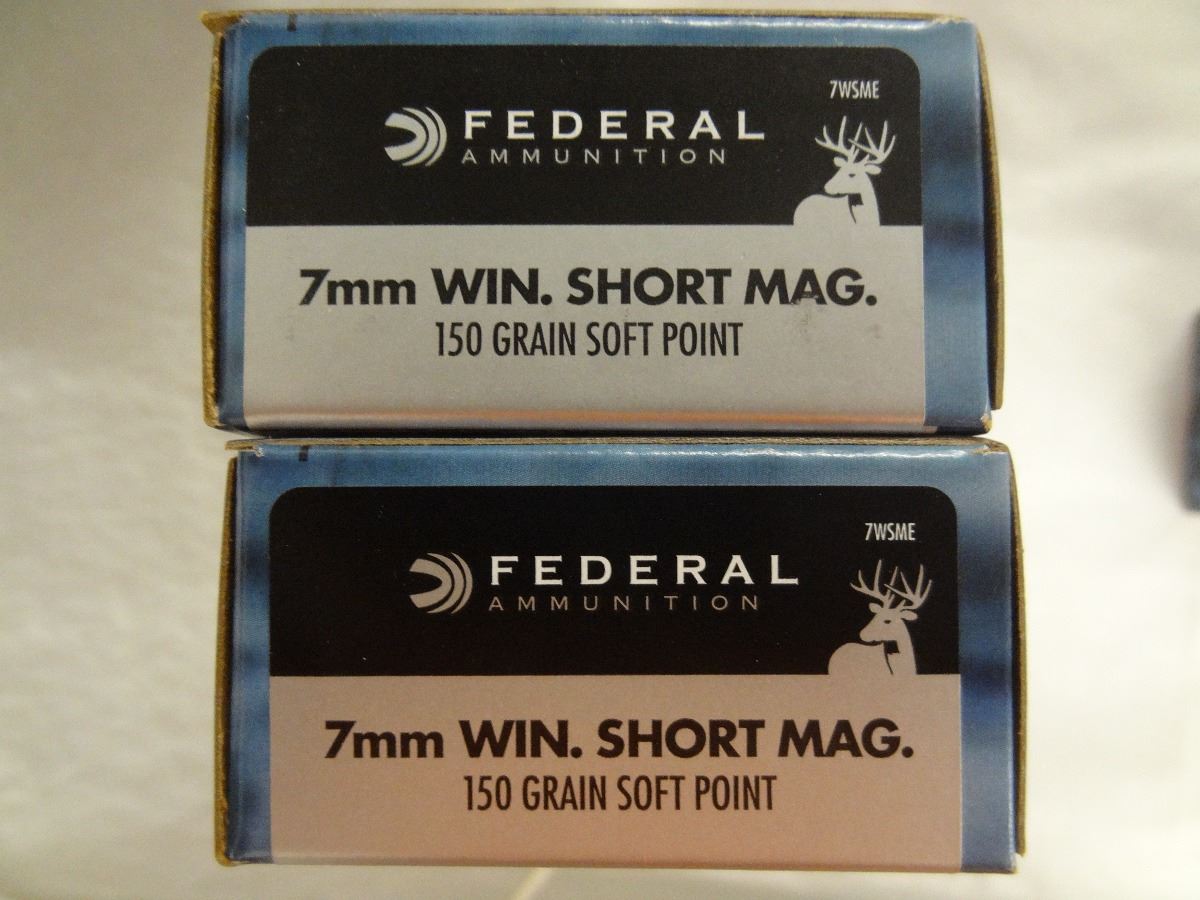 7WSME
FEDERAL
AMMUNITION
7mm WIN. SHORT MAG.
150 GRAIN SOFT POINT
7WSME
FEDERAL
AMMUNITION
7mm WIN. SHORT MAG.
150 GRAIN SOFT POINT